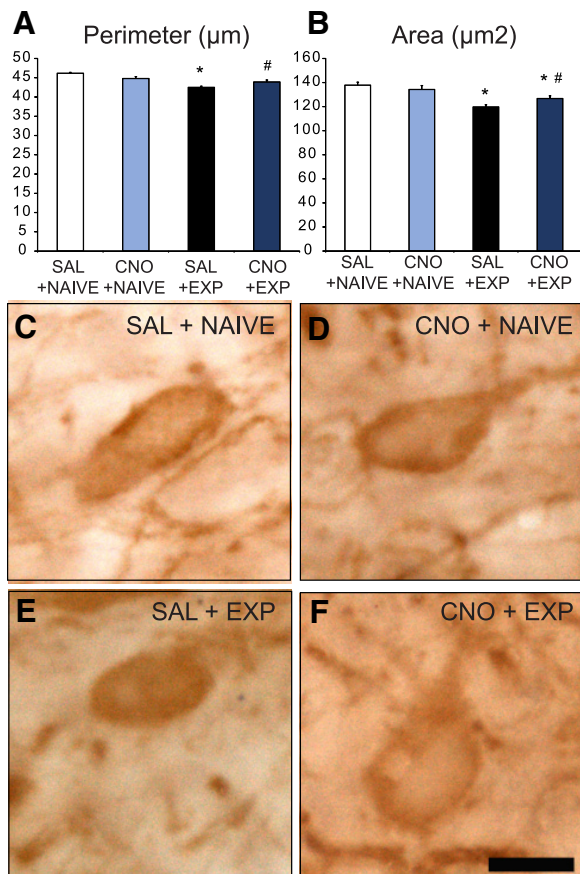 A
Perimeter (µm)
50
45
40
35
30
25
20
15
10
5
0
*
#
SAL
+NAIVE
CNO
+NAIVE
SAL
+EXP
CNO
+EXP
B
Area (µm2)
160
140
120
100
80
60
40
20
0
*
* #
SAL
+NAIVE
CNO
+NAIVE
SAL
+EXP
CNO
+EXP
C
SAL + NAIVE
D
CNO + NAIVE
E
SAL + EXP
F
CNO + EXP